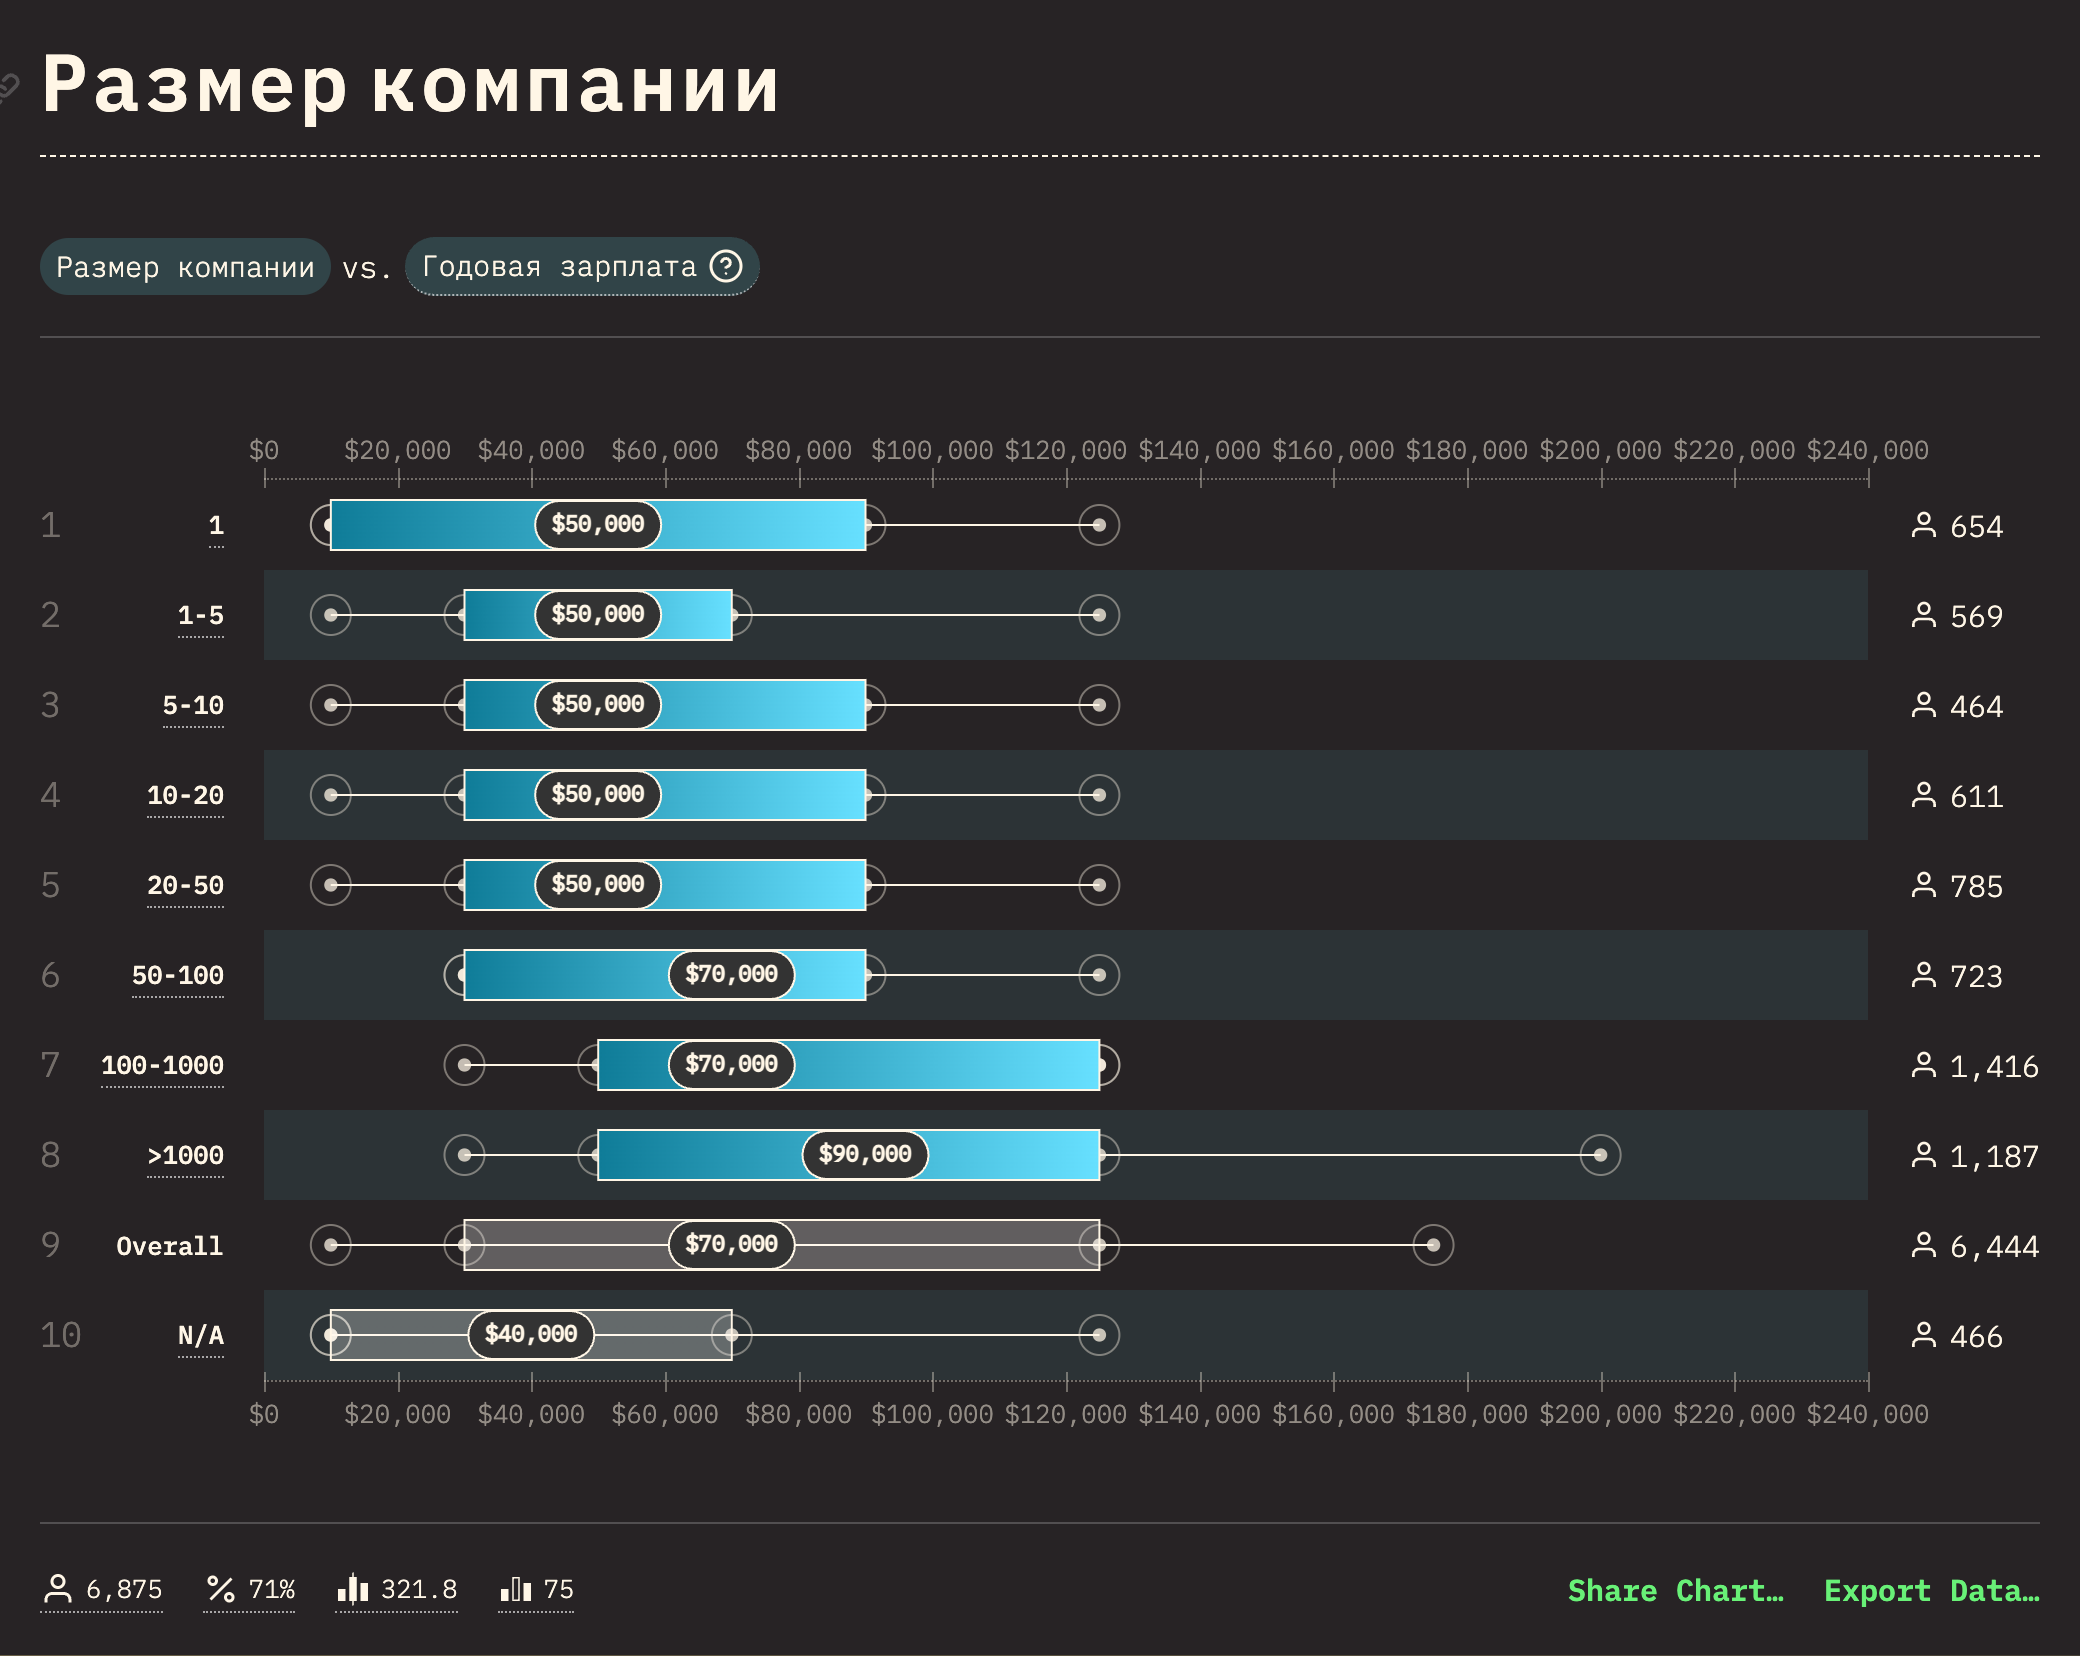 Размер компании
Размер компании vs. Годовая зарплата
$0 $20,000 $40,000 $60,000 $80,000 $100,000 $120,000 $140,000 $160,000 $180,000 $200,000 $220,000 $240,000
1 1 $50,000 654
2 1-5 $50,000 569
3 5-10 $50,000 464
4 10-20 $50,000 611
5 20-50 $50,000 785
6 50-100 $70,000 723
7 100-1000 $70,000 1,416
8 >1000 $90,000 1,187
9 Overall $70,000 6,444
10 N/A $40,000 466
$0 $20,000 $40,000 $60,000 $80,000 $100,000 $120,000 $140,000 $160,000 $180,000 $200,000 $220,000 $240,000
6,875 71% 321.8 75 Share Chart… Export Data…